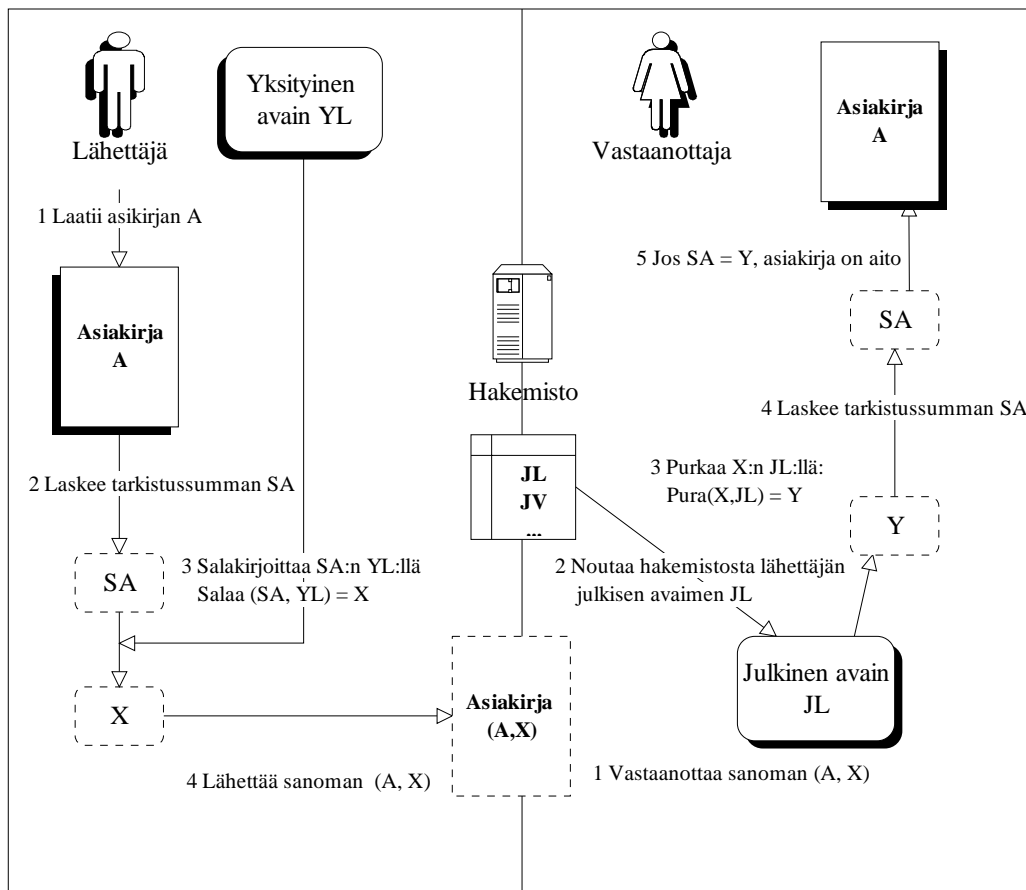 Lähettäjä
Yksityinen
avain YL
1 Laatii asikirjan A
Asiakirja
A
2 Laskee tarkistussumman SA
SA
3 Salakirjoittaa SA:n YL:llä
Salaa (SA, YL) = X
X
4 Lähettää sanoman (A, X)
Hakemisto
JL
JV
...
Asiakirja
(A,X)
Vastaanottaja
Asiakirja
A
5 Jos SA = Y, asiakirja on aito
SA
4 Laskee tarkistussumman SA
3 Purkaa X:n JL:llä:
Pura(X,JL) = Y
Y
2 Noutaa hakemistosta lähettäjän
julkisen avaimen JL
Julkinen avain
JL
1 Vastaanottaa sanoman (A, X)